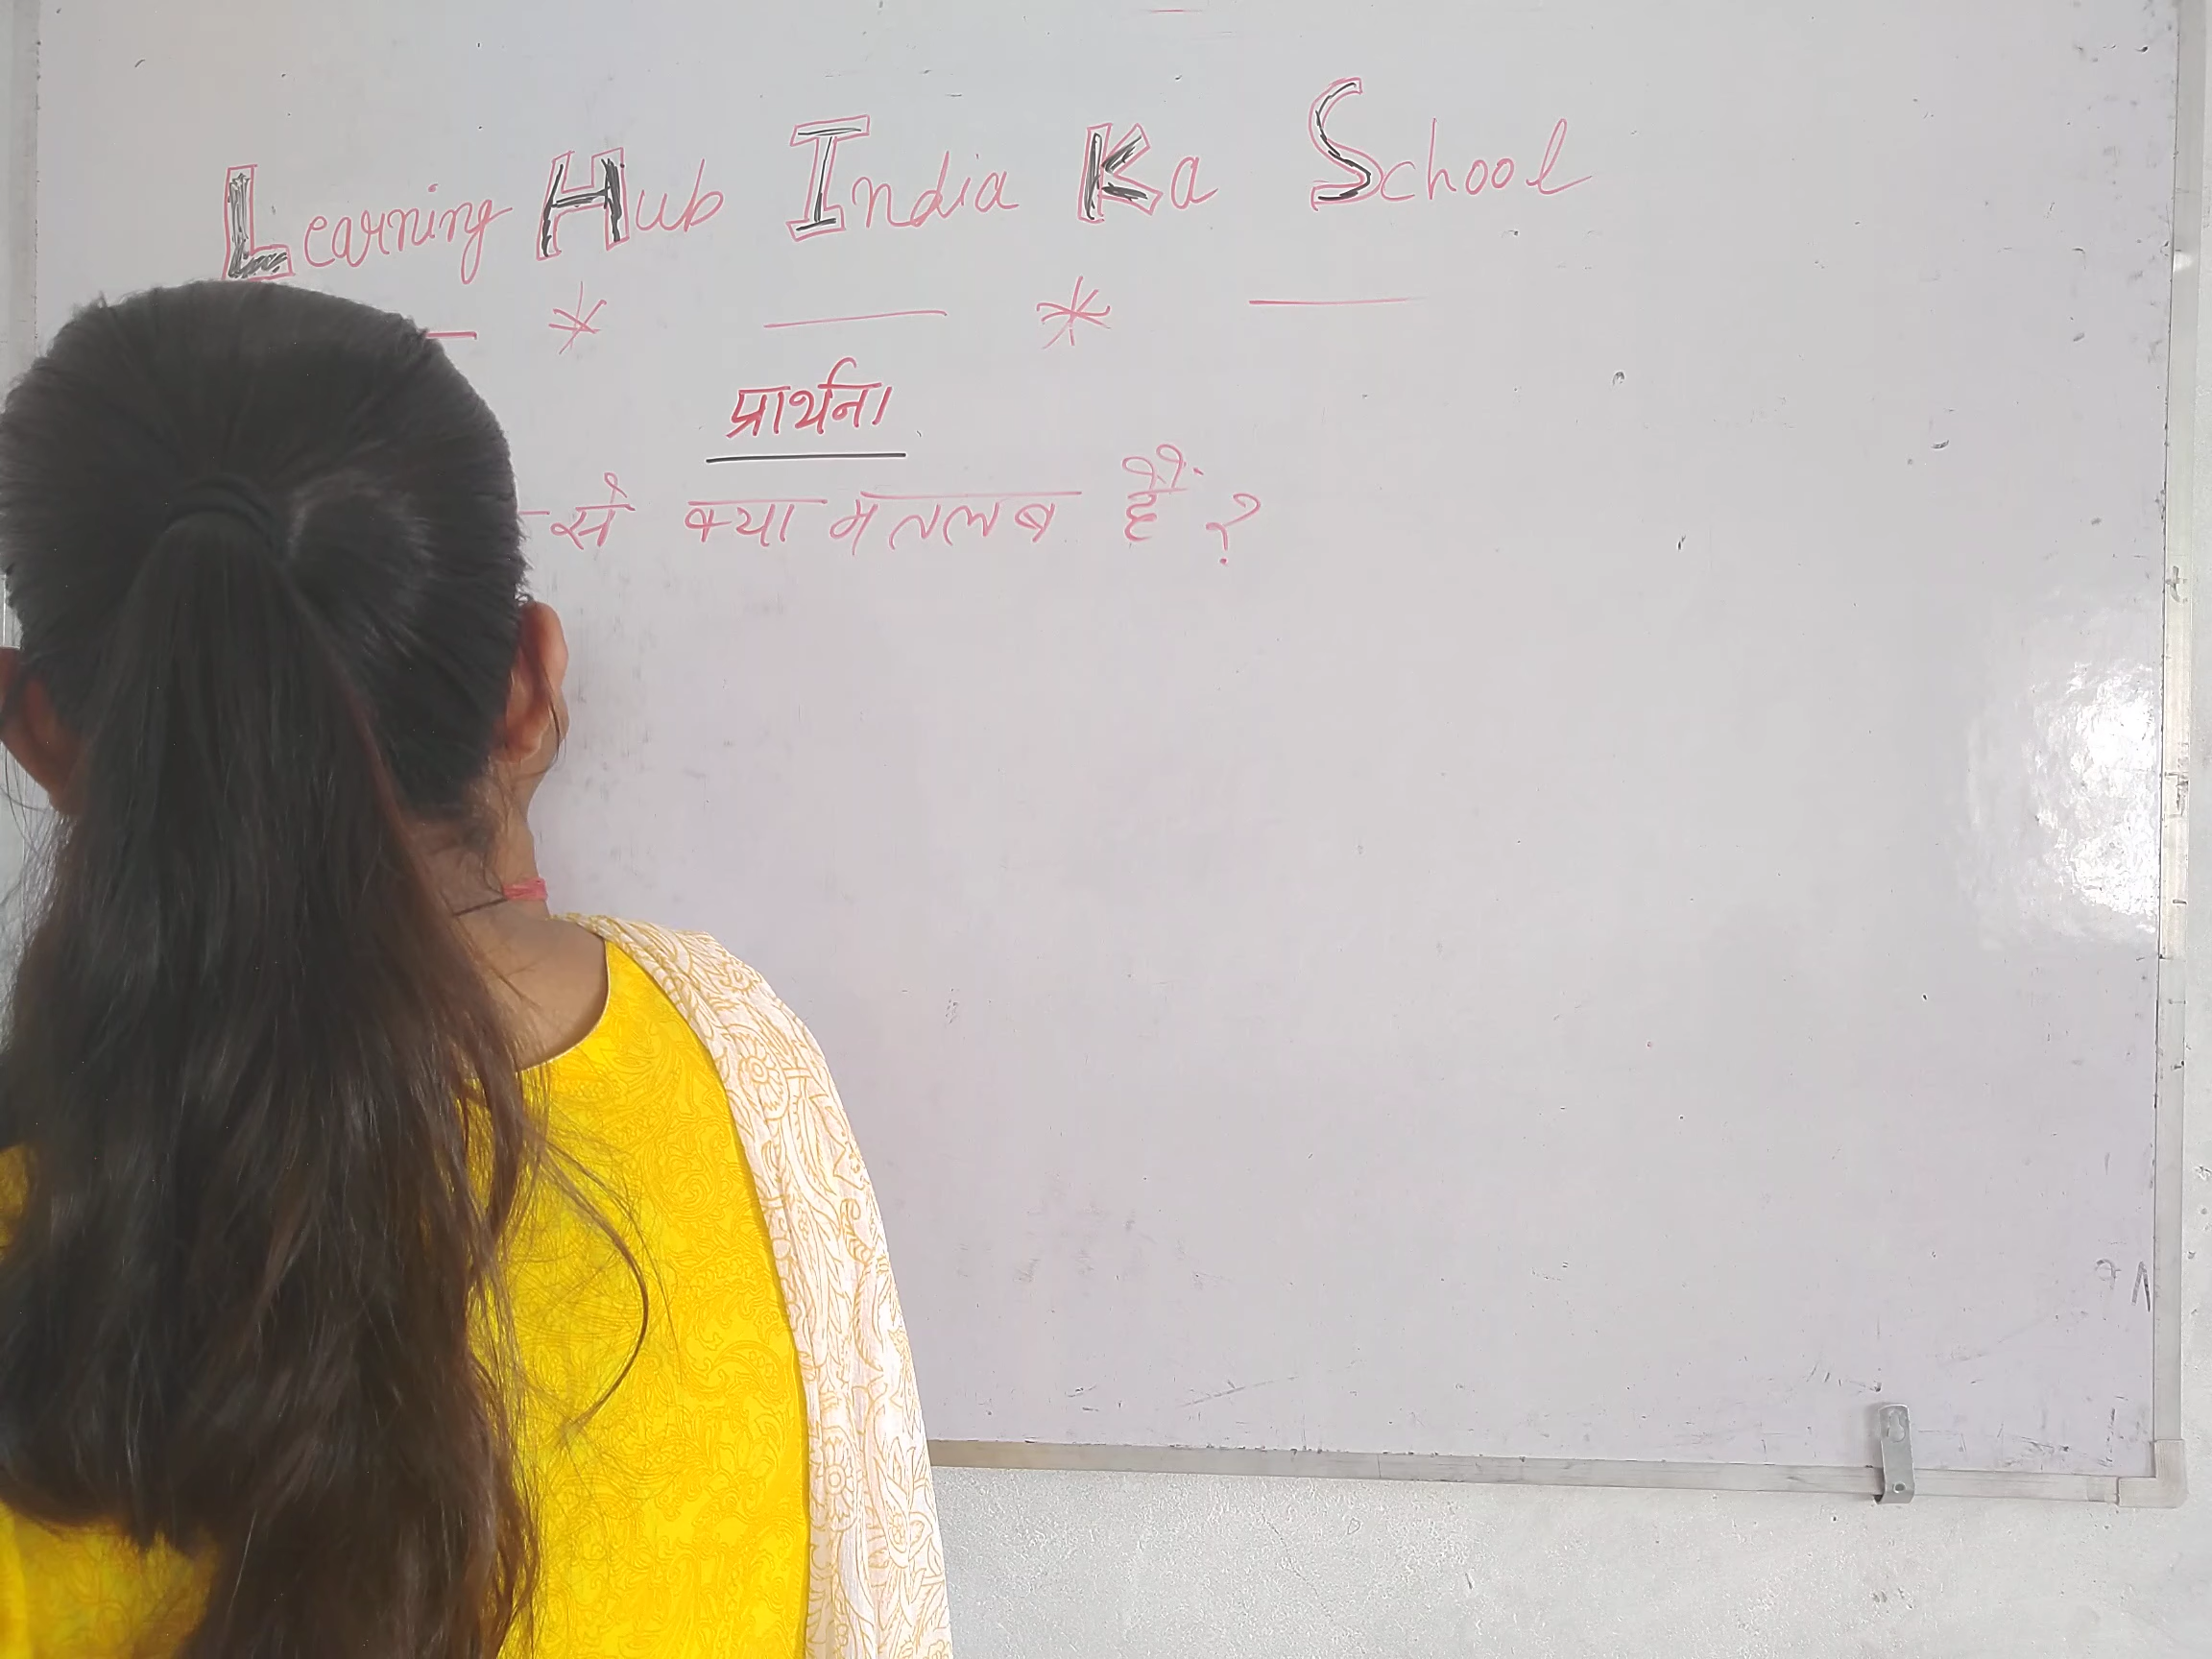 Learning Hub India Ka School
— * — * —
प्रार्थना
से क्या मतलब हैं ?